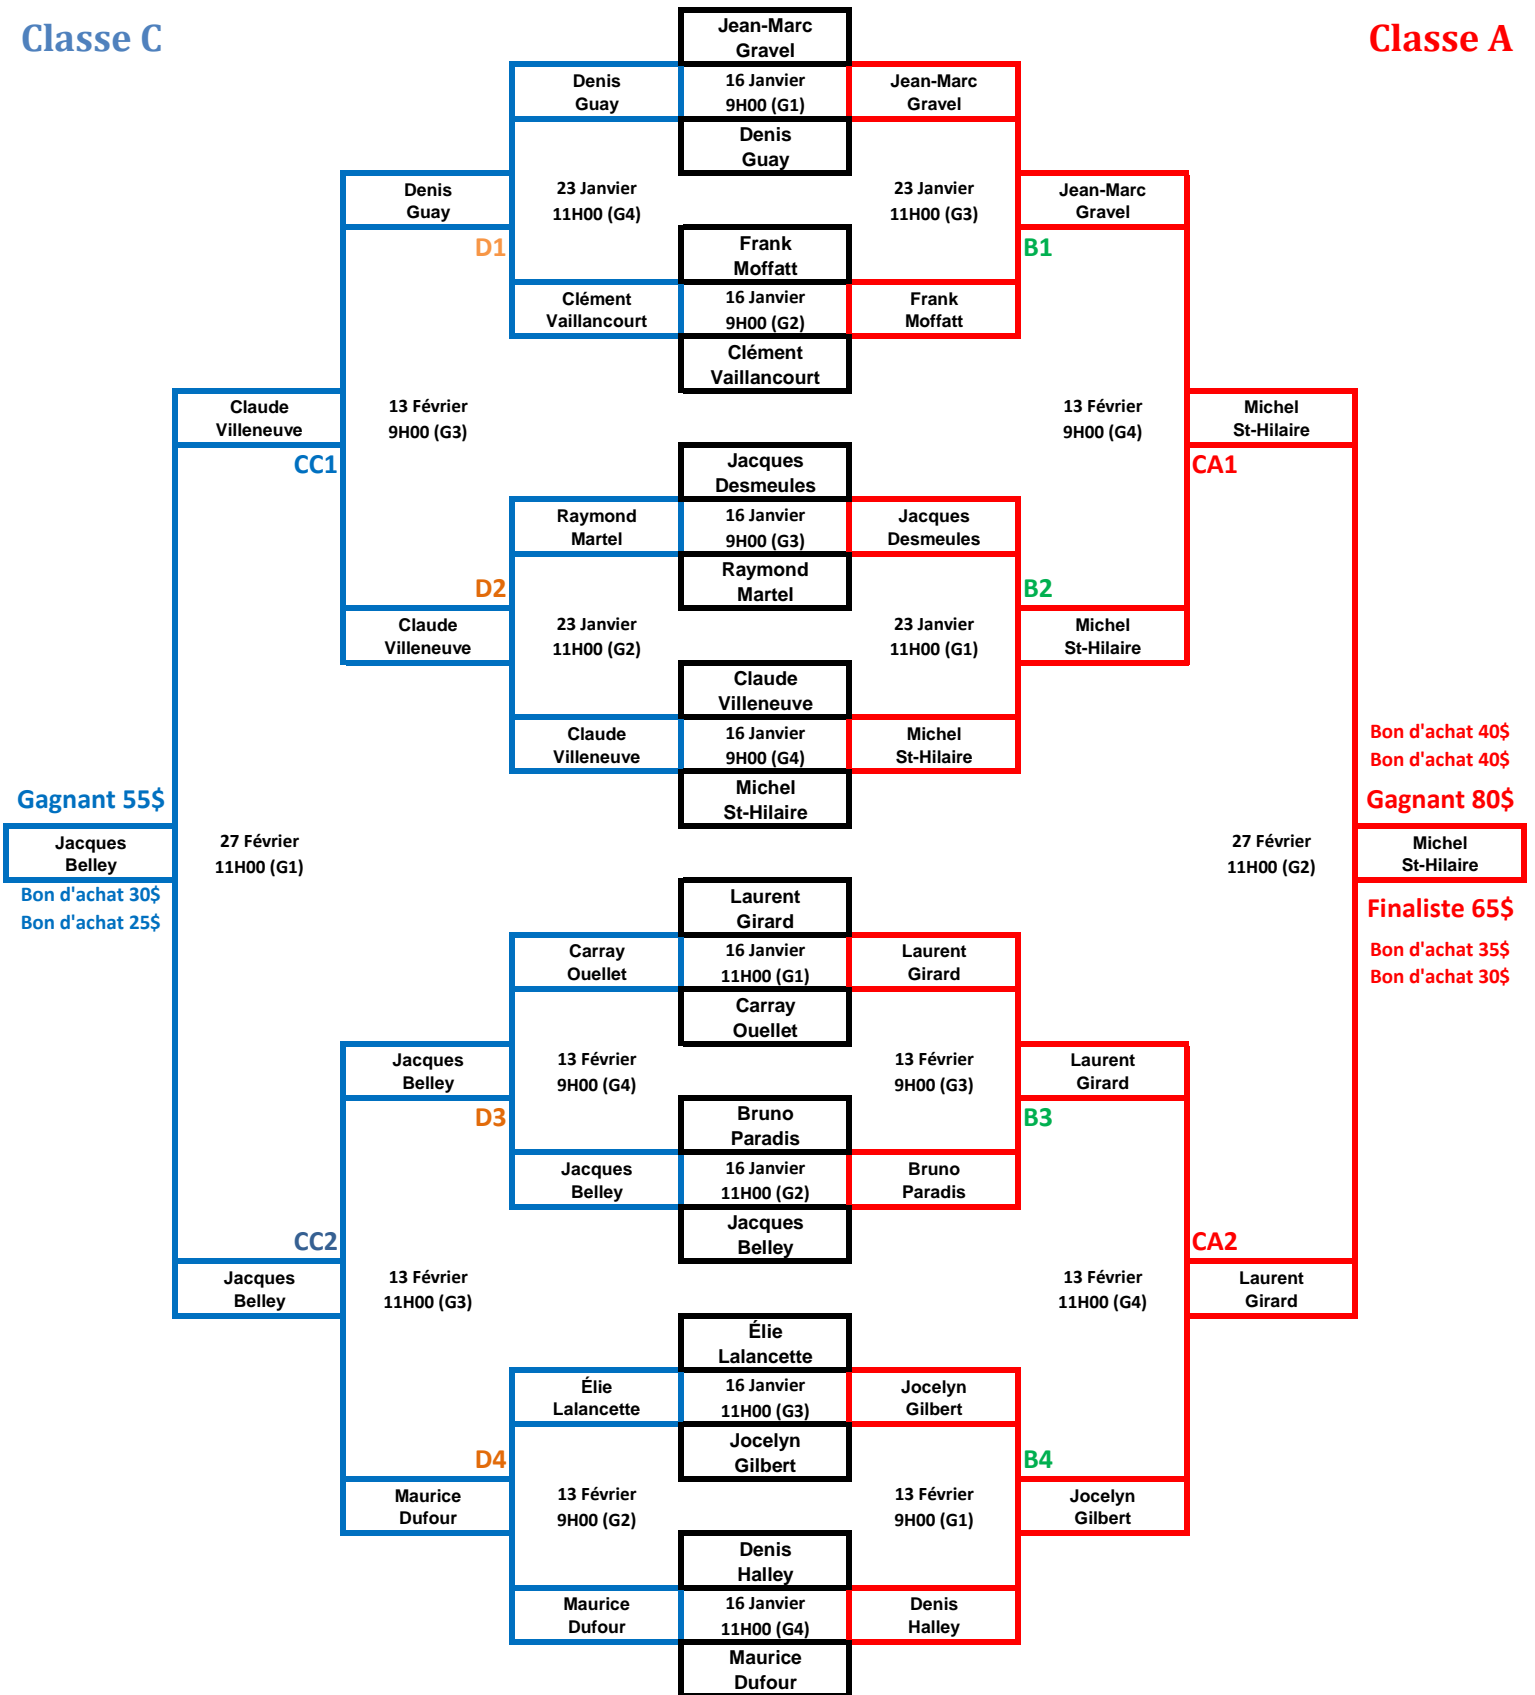 Classe C
Classe A
Jean-Marc
Gravel
Denis
Guay
16 Janvier
9H00 (G1)
Jean-Marc
Gravel
Denis
Guay
Denis
Guay
23 Janvier
11H00 (G4)
23 Janvier
11H00 (G3)
Jean-Marc
Gravel
D1
Frank
Moffatt
B1
Clément
Vaillancourt
16 Janvier
9H00 (G2)
Frank
Moffatt
Clément
Vaillancourt
Claude
Villeneuve
13 Février
9H00 (G3)
13 Février
9H00 (G4)
Michel
St-Hilaire
CC1
Jacques
Desmeules
CA1
Raymond
Martel
16 Janvier
9H00 (G3)
Jacques
Desmeules
D2
Raymond
Martel
B2
Claude
Villeneuve
23 Janvier
11H00 (G2)
23 Janvier
11H00 (G1)
Michel
St-Hilaire
Claude
Villeneuve
Claude
Villeneuve
16 Janvier
9H00 (G4)
Michel
St-Hilaire
Bon d'achat 40$
Bon d'achat 40$
Michel
St-Hilaire
Gagnant 55$
Gagnant 80$
Jacques
Belley
27 Février
11H00 (G1)
27 Février
11H00 (G2)
Michel
St-Hilaire
Bon d'achat 30$
Bon d'achat 25$
Laurent
Girard
Finaliste 65$
Carray
Ouellet
16 Janvier
11H00 (G1)
Laurent
Girard
Bon d'achat 35$
Bon d'achat 30$
Carray
Ouellet
Jacques
Belley
13 Février
9H00 (G4)
13 Février
9H00 (G3)
Laurent
Girard
D3
Bruno
Paradis
B3
Jacques
Belley
16 Janvier
11H00 (G2)
Bruno
Paradis
Jacques
Belley
CC2
CA2
Jacques
Belley
13 Février
11H00 (G3)
13 Février
11H00 (G4)
Laurent
Girard
Élie
Lalancette
Élie
Lalancette
16 Janvier
11H00 (G3)
Jocelyn
Gilbert
D4
Jocelyn
Gilbert
B4
Maurice
Dufour
13 Février
9H00 (G2)
13 Février
9H00 (G1)
Jocelyn
Gilbert
Denis
Halley
Maurice
Dufour
16 Janvier
11H00 (G4)
Denis
Halley
Maurice
Dufour